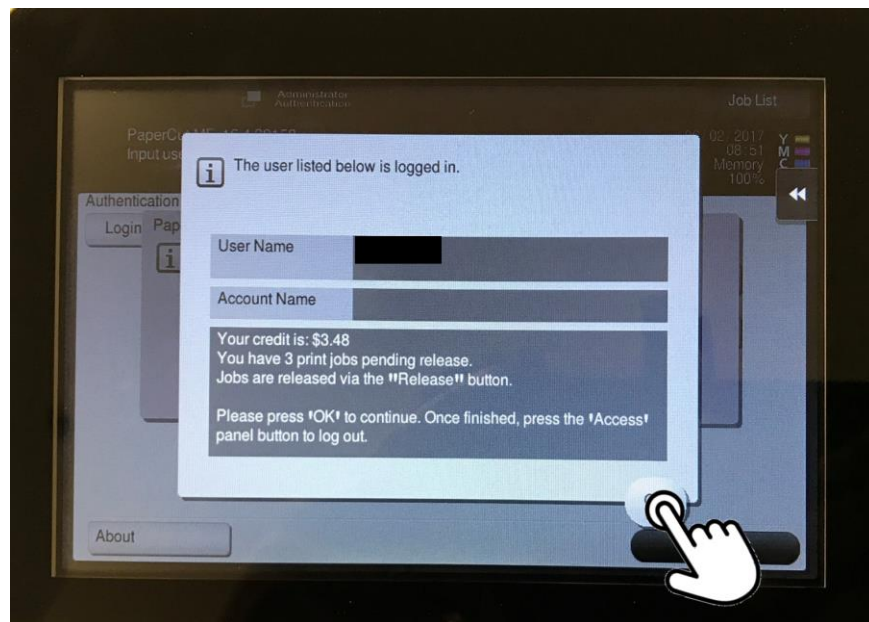 Administrator
Authentication
Job List
02/2017
08:51
Memory
100%
Y
M
C
Input
Authentication
Login
The user listed below is logged in.
User Name
Account Name
Your credit is: $3.48
You have 3 print jobs pending release.
Jobs are released via the "Release" button.
Please press 'OK' to continue. Once finished, press the 'Access'
panel button to log out.
About